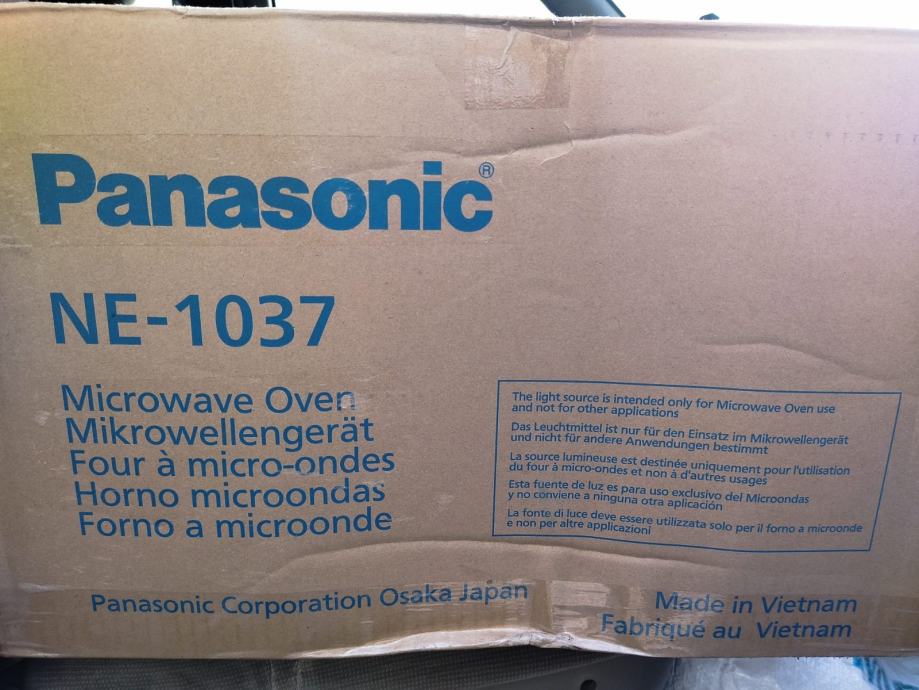 Panasonic®
NE-1037
Microwave Oven
Mikrowellengerät
Four à micro-ondes
Horno microondas
Forno a microonde
The light source is intended only for Microwave Oven use
and not for other applications
Das Leuchtmittel ist nur für den Einsatz im Mikrowellengerät
und nicht für andere Anwendungen bestimmt
La source lumineuse est destinée uniquement pour l'utilisation
du four à micro-ondes et non à d'autres usages
Esta fuente de luz es para uso exclusivo del Microondas
y no conviene a ninguna otra aplicación
La fonte di luce deve essere utilizzata solo per il forno a microonde
e non per altre applicazioni
Panasonic Corporation Osaka Japan
Made in Vietnam
Fabriqué au Vietnam